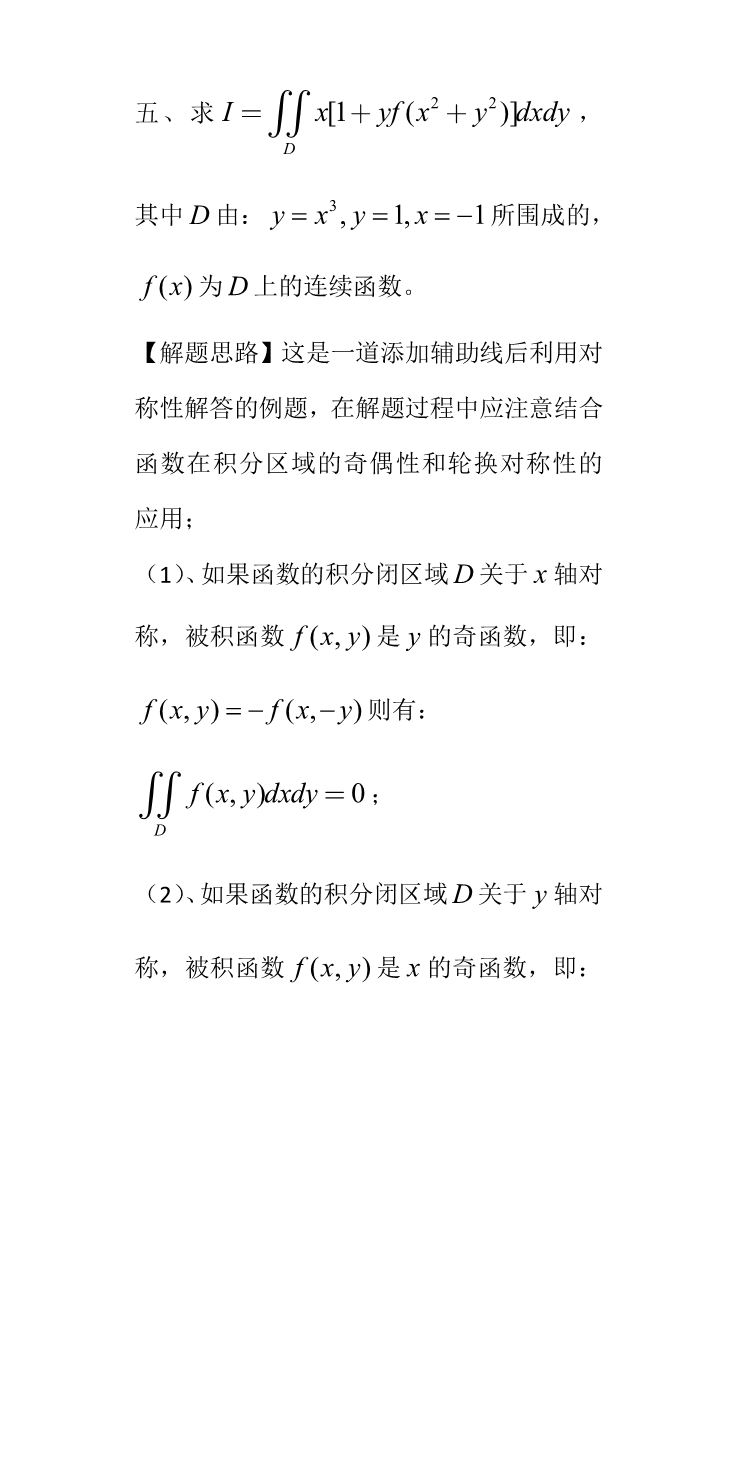 五、求 $I=\iint\limits_{D}x[1+yf(x^2+y^2)]dxdy$，
其中 $D$ 由：$y=x^3,y=1,x=-1$ 所围成的，
$f(x)$ 为 $D$ 上的连续函数。
【解题思路】这是一道添加辅助线后利用对
称性解答的例题，在解题过程中应注意结合
函数在积分区域的奇偶性和轮换对称性的
应用；
（1）、如果函数的积分闭区域 $D$ 关于 $x$ 轴对
称，被积函数 $f(x,y)$ 是 $y$ 的奇函数，即：
$f(x,y)=-f(x,-y)$ 则有：
$\iint\limits_{D}f(x,y)dxdy=0$；
（2）、如果函数的积分闭区域 $D$ 关于 $y$ 轴对
称，被积函数 $f(x,y)$ 是 $x$ 的奇函数，即：